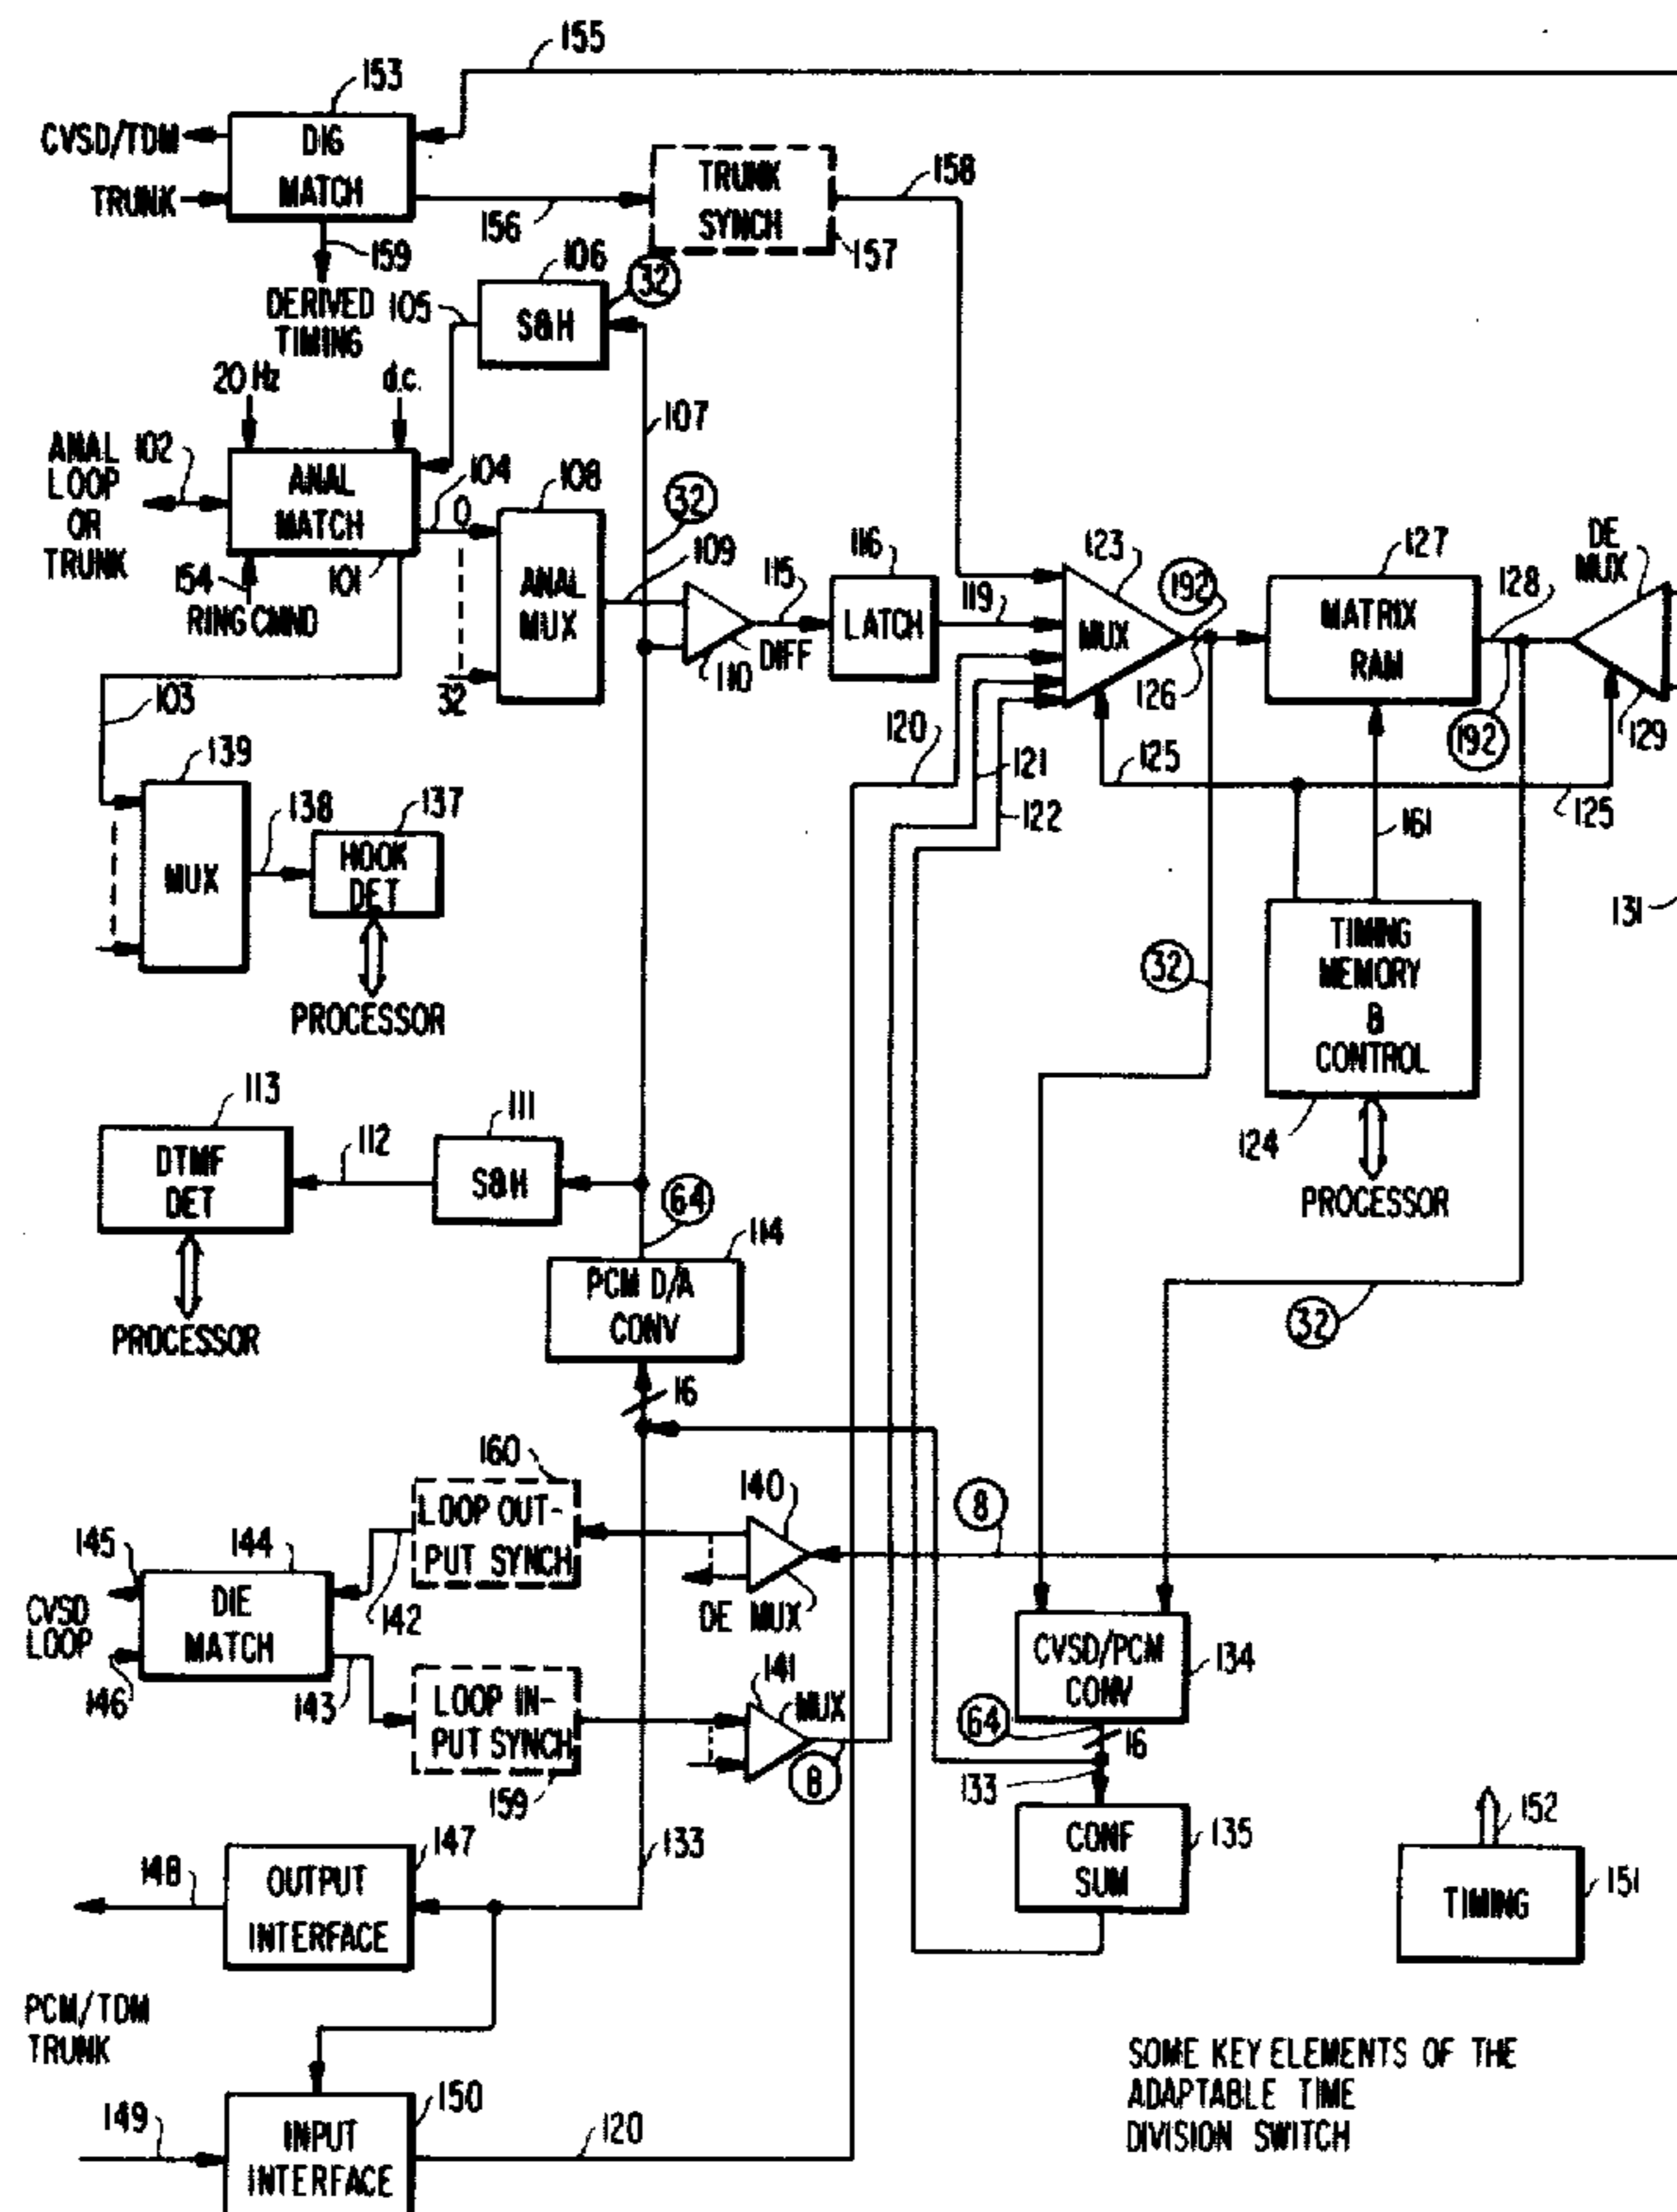 155
153
CVSD/TDM
DIG
MATCH
TRUNK
156
TRUNK
SYNCH
158
157
159
DERIVED
TIMING
105
106
32
S&H
20 Hz
d.c.
107
ANAL
LOOP
OR
TRUNK
102
ANAL
MATCH
104
0
108
32
109
154
RING CMND
101
ANAL
MUX
32
110
DIFF
115
116
LATCH
119
123
MUX
192
126
127
MATRIX
RAM
128
DE
MUX
192
129
103
139
MUX
138
137
HOOK
DET
PROCESSOR
120
121
122
125
161
125
131
32
TIMING
MEMORY
&
CONTROL
124
PROCESSOR
113
DTMF
DET
112
111
S&H
PROCESSOR
64
114
PCM D/A
CONV
16
32
160
LOOP OUT-
PUT SYNCH
140
DE MUX
8
145
144
CVSD
LOOP
DIE
MATCH
142
146
143
LOOP IN-
PUT SYNCH
159
141
MUX
8
CVSD/PCM
CONV
134
64
16
133
CONF
SUM
135
152
TIMING
151
148
147
OUTPUT
INTERFACE
133
PCM/TDM
TRUNK
149
150
INPUT
INTERFACE
120
SOME KEY ELEMENTS OF THE
ADAPTABLE TIME
DIVISION SWITCH